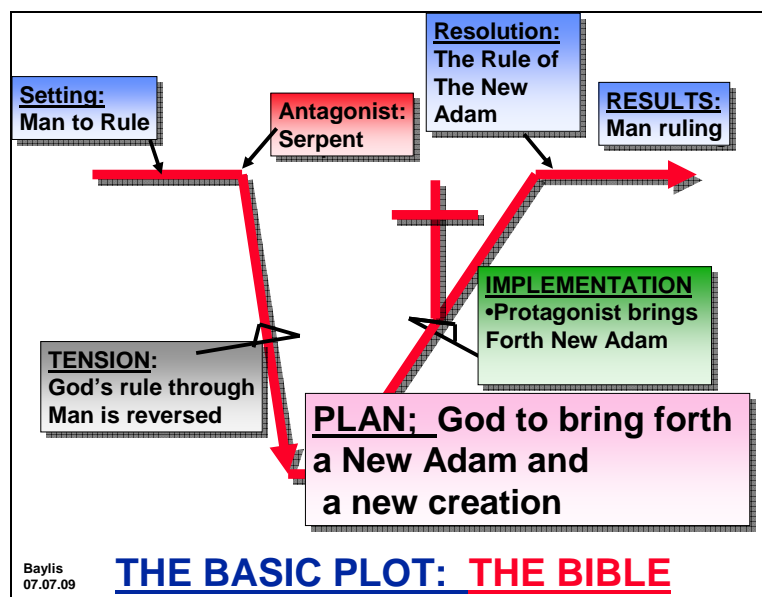 Setting:
Man to Rule
Antagonist:
Serpent
Resolution:
The Rule of
The New
Adam
RESULTS:
Man ruling
TENSION:
God's rule through
Man is reversed
PLAN; God to bring forth
a New Adam and
a new creation
IMPLEMENTATION
•Protagonist brings
Forth New Adam
Baylis
07.07.09
THE BASIC PLOT: THE BIBLE